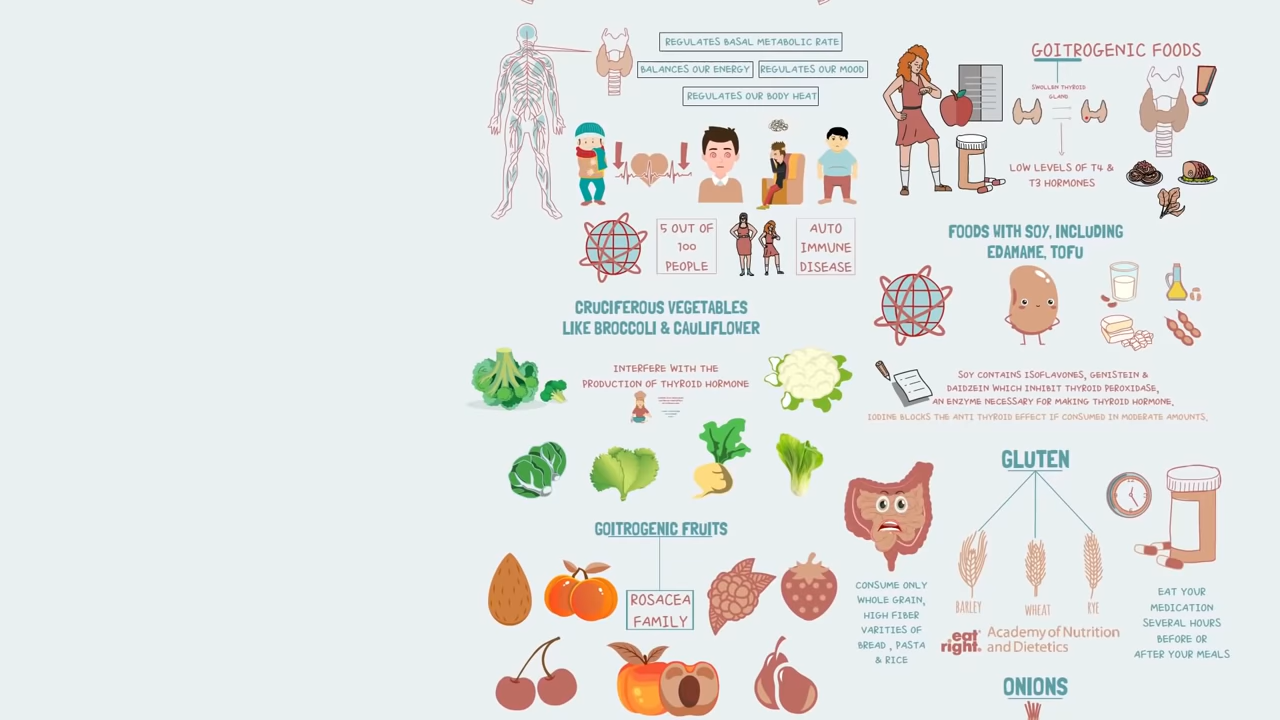 REGULATES BASAL METABOLIC RATE
BALANCES OUR ENERGY
REGULATES OUR MOOD
REGULATES OUR BODY HEAT
5 OUT OF
100
PEOPLE
AUTO
IMMUNE
DISEASE
CRUCIFEROUS VEGETABLES
LIKE BROCCOLI & CAULIFLOWER
INTERFERE WITH THE
PRODUCTION OF THYROID HORMONE
GOITROGENIC FRUITS
ROSACEA
FAMILY
GOITROGENIC FOODS
SWOLLEN THYROID
GLAND
LOW LEVELS OF T4 &
T3 HORMONES
FOODS WITH SOY, INCLUDING
EDAMAME, TOFU
SOY CONTAINS ISOFLAVONES, GENISTEIN &
DAIDZEIN WHICH INHIBIT THYROID PEROXIDASE,
AN ENZYME NECESSARY FOR MAKING THYROID HORMONE.
IODINE BLOCKS THE ANTI THYROID EFFECT IF CONSUMED IN MODERATE AMOUNTS.
GLUTEN
BARLEY
WHEAT
RYE
CONSUME ONLY
WHOLE GRAIN,
HIGH FIBER
VARITIES OF
BREAD , PASTA
& RICE
eat
right.
Academy of Nutrition
and Dietetics
EAT YOUR
MEDICATION
SEVERAL HOURS
BEFORE OR
AFTER YOUR MEALS
ONIONS